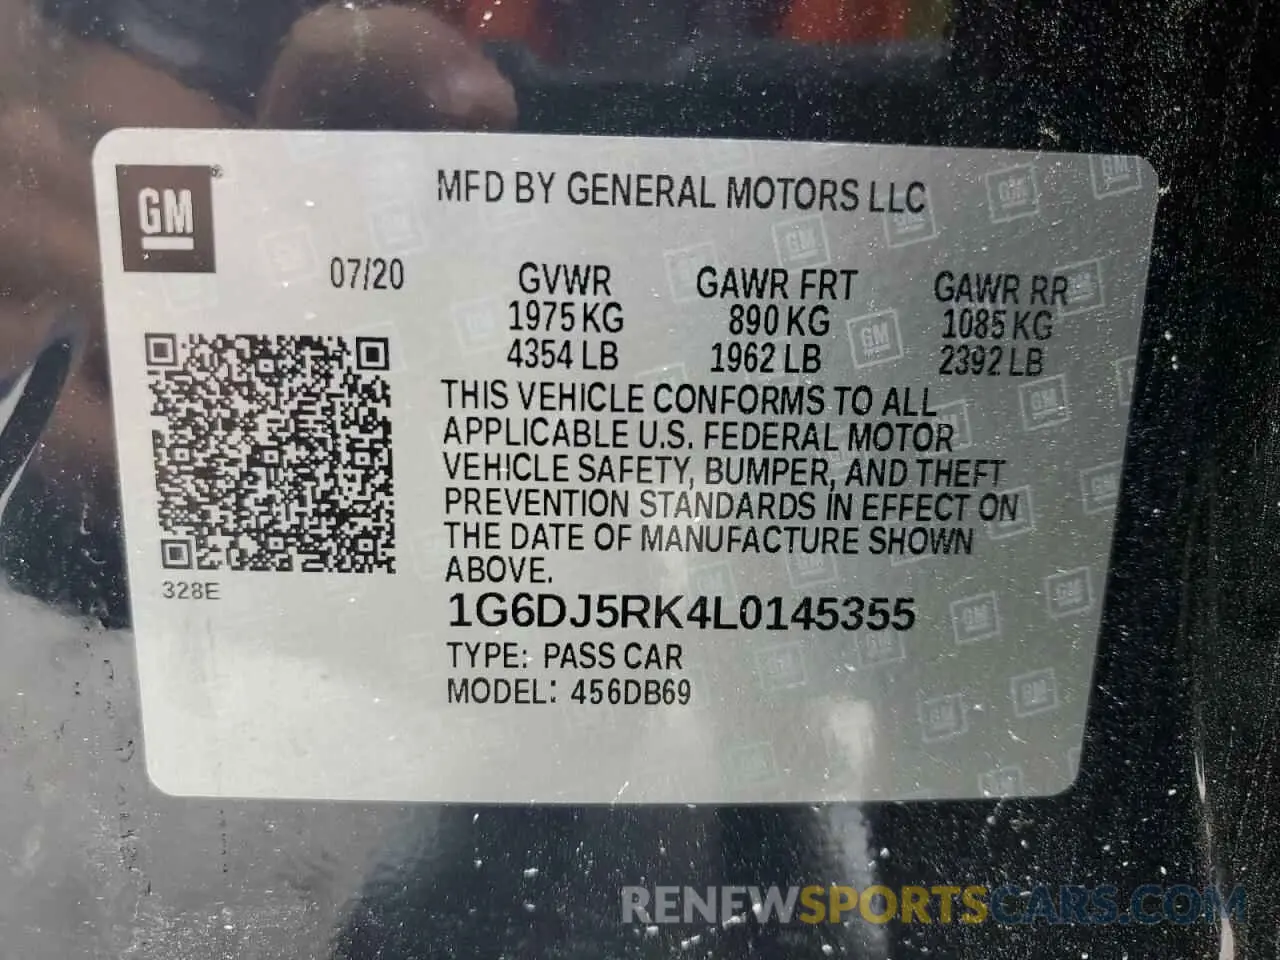 GM
MFD BY GENERAL MOTORS LLC
07/20
GVWR GAWR FRT GAWR RR
1975 KG 890 KG 1085 KG
4354 LB 1962 LB 2392 LB
THIS VEHICLE CONFORMS TO ALL
APPLICABLE U.S. FEDERAL MOTOR
VEHICLE SAFETY, BUMPER, AND THEFT
PREVENTION STANDARDS IN EFFECT ON
THE DATE OF MANUFACTURE SHOWN
ABOVE.
328E
1G6DJ5RK4L0145355
TYPE: PASS CAR
MODEL: 456DB69
RENEWSPORTSCARS.COM